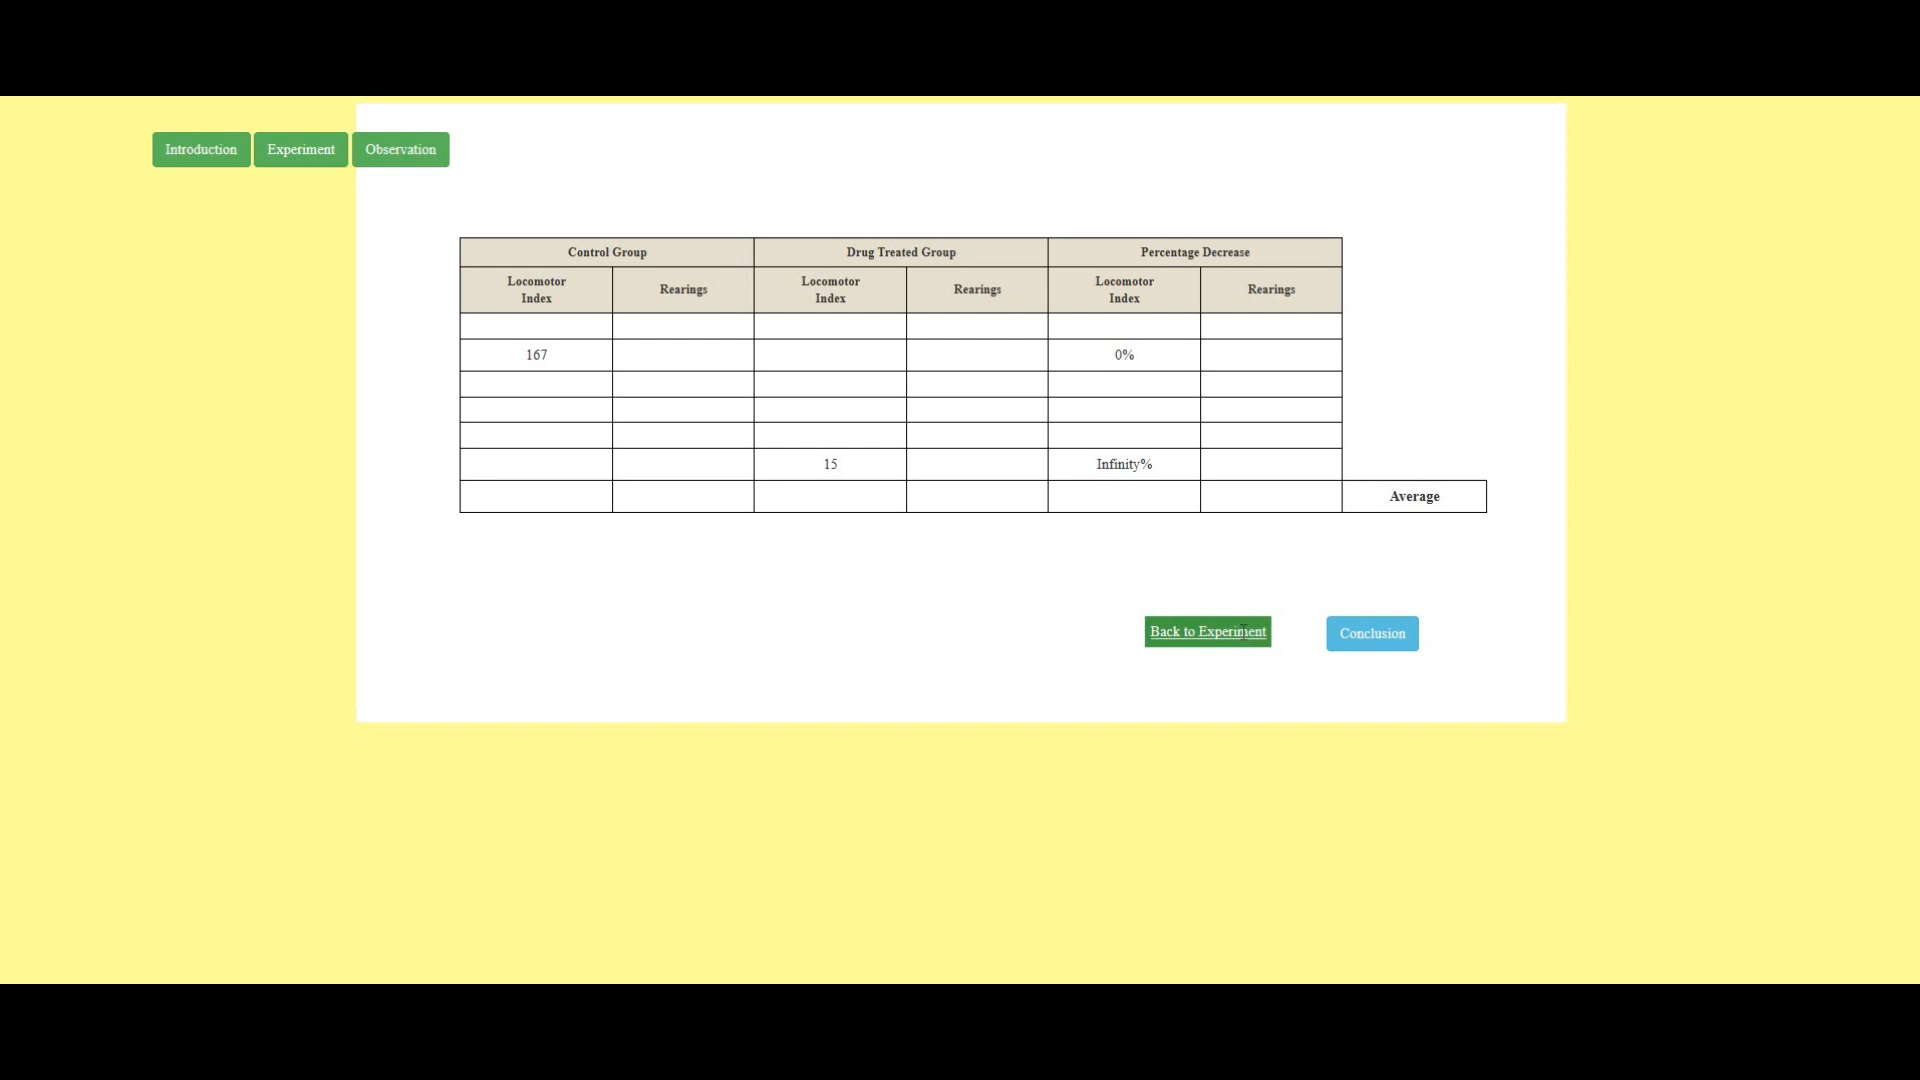 Introduction Experiment Observation
Control Group Drug Treated Group Percentage Decrease
Locomotor Index Rearings Locomotor Index Rearings Locomotor Index Rearings
167 0%
15 Infinity%
Average
Back to Experiment Conclusion